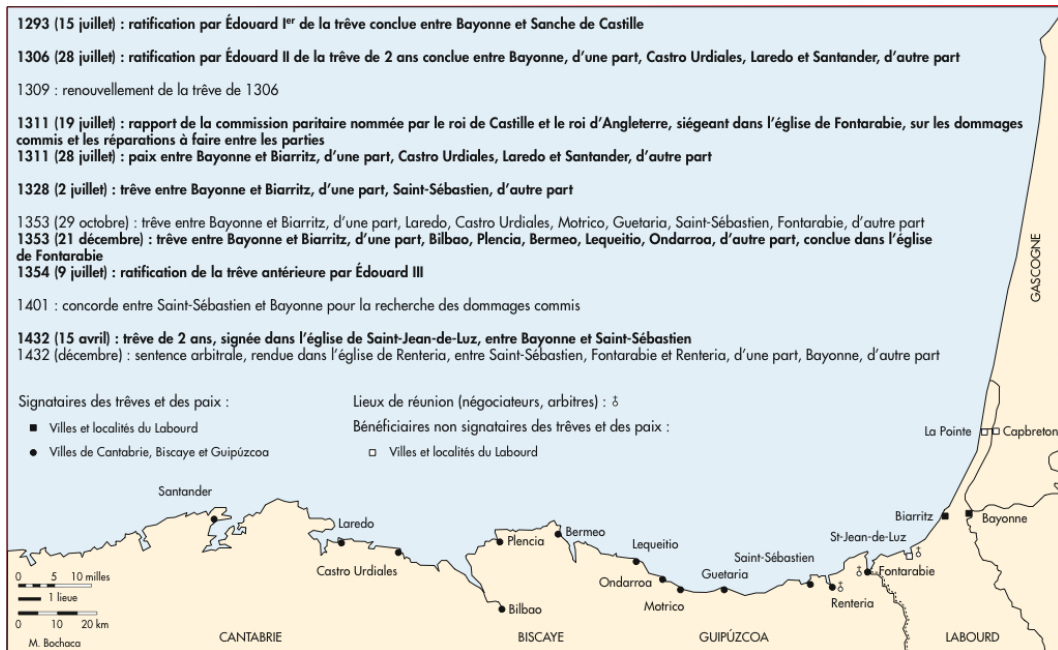 1293 (15 juillet) : ratification par Édouard Ier de la trêve conclue entre Bayonne et Sanche de Castille
1306 (28 juillet) : ratification par Édouard II de la trêve de 2 ans conclue entre Bayonne, d'une part, Castro Urdiales, Laredo et Santander, d'autre part
1309 : renouvellement de la trêve de 1306
1311 (19 juillet) : rapport de la commission paritaire nommée par le roi de Castille et le roi d'Angleterre, siégeant dans l'église de Fontarabie, sur les dommages
commis et les réparations à faire entre les parties
1311 (28 juillet) : paix entre Bayonne et Biarritz, d'une part, Castro Urdiales, Laredo et Santander, d'autre part
1328 (2 juillet) : trêve entre Bayonne et Biarritz, d'une part, Saint-Sébastien, d'autre part
1353 (29 octobre) : trêve entre Bayonne et Biarritz, d'une part, Laredo, Castro Urdiales, Motrico, Guetaria, Saint-Sébastien, Fontarabie, d'autre part
1353 (21 décembre) : trêve entre Bayonne et Biarritz, d'une part, Bilbao, Plencia, Bermeo, Lequeitio, Ondarroa, d'autre part, conclue dans l'église
de Fontarabie
1354 (9 juillet) : ratification de la trêve antérieure par Édouard III
1401 : concorde entre Saint-Sébastien et Bayonne pour la recherche des dommages commis
1432 (15 avril) : trêve de 2 ans, signée dans l'église de Saint-Jean-de-Luz, entre Bayonne et Saint-Sébastien
1432 (décembre) : sentence arbitrale, rendue dans l'église de Renteria, entre Saint-Sébastien, Fontarabie et Renteria, d'une part, Bayonne, d'autre part
GASCOGNE
Signataires des trêves et des paix :
Villes et localités du Labourd
Villes de Cantabrie, Biscaye et Guipúzcoa
Lieux de réunion (négociateurs, arbitres) :
Bénéficiaires non signataires des trêves et des paix :
Villes et localités du Labourd
La Pointe
Capbreton
Santander
Laredo
Castro Urdiales
Plencia
Bermeo
Bilbao
Lequeitio
Ondarroa
Motrico
Guetaria
Saint-Sébastien
Renteria
Fontarabie
St-Jean-de-Luz
Biarritz
Bayonne
0 5 10 milles
1 lieue
0 10 20 km
M. Bochaca
CANTABRIE
BISCAYE
GUIPÚZCOA
LABOURD